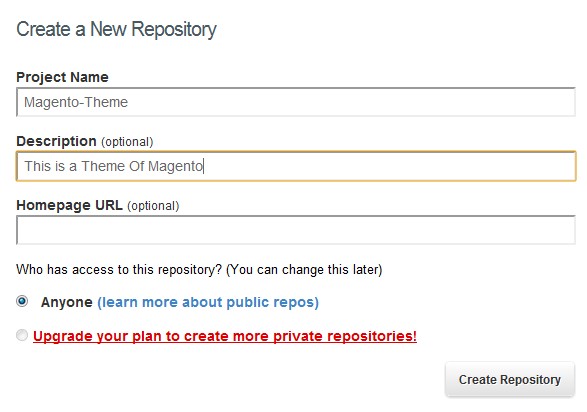 Create a New Repository
Project Name
Magento-Theme
Description (optional)
This is a Theme Of Magento
Homepage URL (optional)
Who has access to this repository? (You can change this later)
Anyone (learn more about public repos)
Upgrade your plan to create more private repositories!
Create Repository